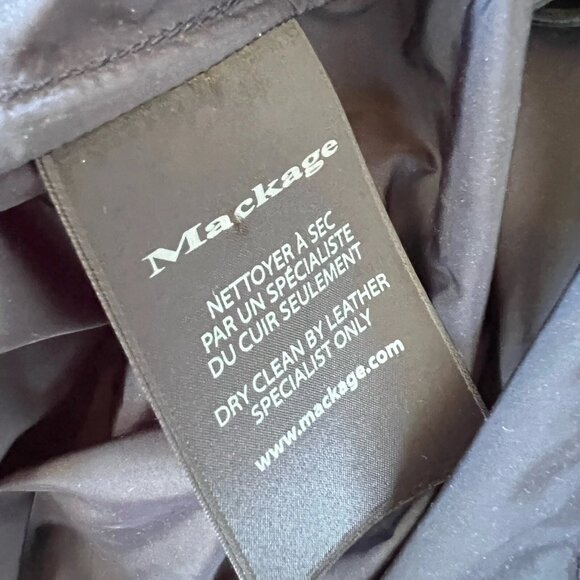 Mackage
NETTOYER À SEC
PAR UN SPÉCIALISTE
DU CUIR SEULEMENT
DRY CLEAN BY LEATHER
SPECIALIST ONLY
www.mackage.com